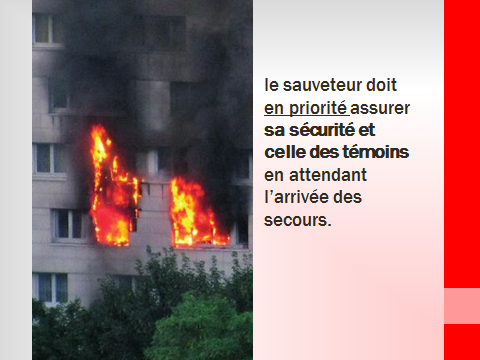 le sauveteur doit
en priorité assurer
sa sécurité et
celle des témoins
en attendant
l’arrivée des
secours.